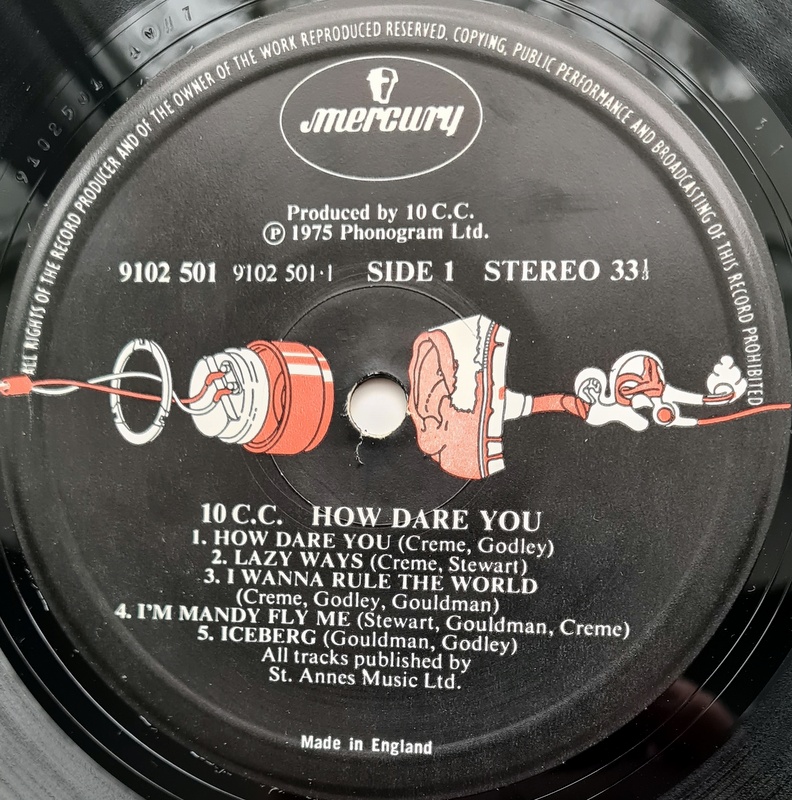 ALL RIGHTS OF THE RECORD PRODUCER AND OF THE OWNER OF THE WORK REPRODUCED RESERVED. COPYING, PUBLIC PERFORMANCE AND BROADCASTING OF THIS RECORD PROHIBITED
mercury
Produced by 10 C.C.
℗ 1975 Phonogram Ltd.
9102 501 9102 501·1 SIDE 1 STEREO 33⅓
10 C.C. HOW DARE YOU
1. HOW DARE YOU (Creme, Godley)
2. LAZY WAYS (Creme, Stewart)
3. I WANNA RULE THE WORLD
(Creme, Godley, Gouldman)
4. I'M MANDY FLY ME (Stewart, Gouldman, Creme)
5. ICEBERG (Gouldman, Godley)
All tracks published by
St. Annes Music Ltd.
Made in England